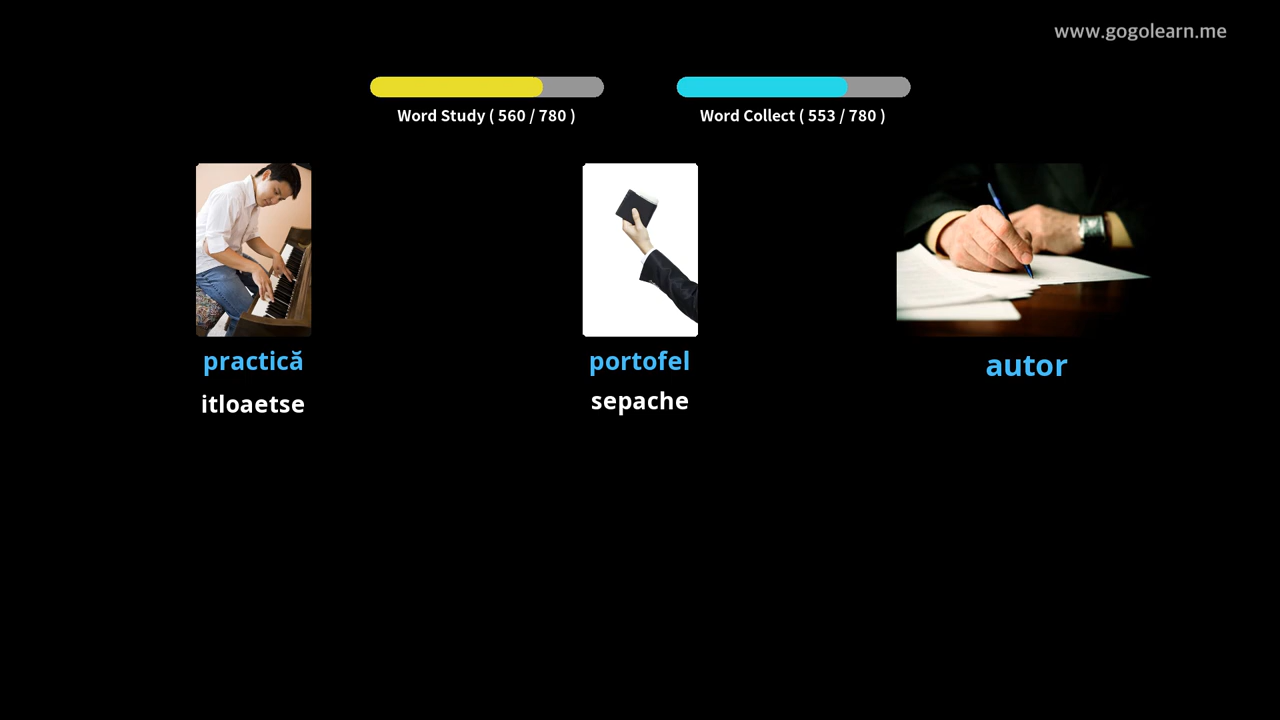 www.gogolearn.me
Word Study ( 560 / 780 )
Word Collect ( 553 / 780 )
practică
itloaetse
portofel
sepache
autor